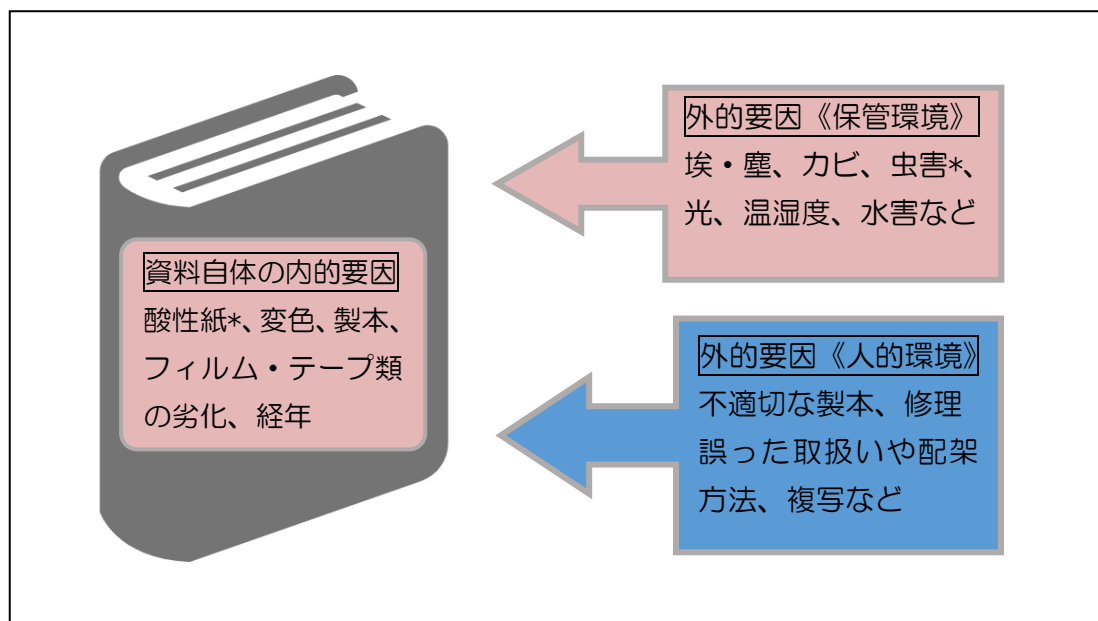 資料自体の内的要因
酸性紙*、変色、製本、
フィルム・テープ類
の劣化、経年
外的要因《保管環境》
埃・塵、カビ、虫害*、
光、温湿度、水害など
外的要因《人的環境》
不適切な製本、修理
誤った取扱いや配架
方法、複写など